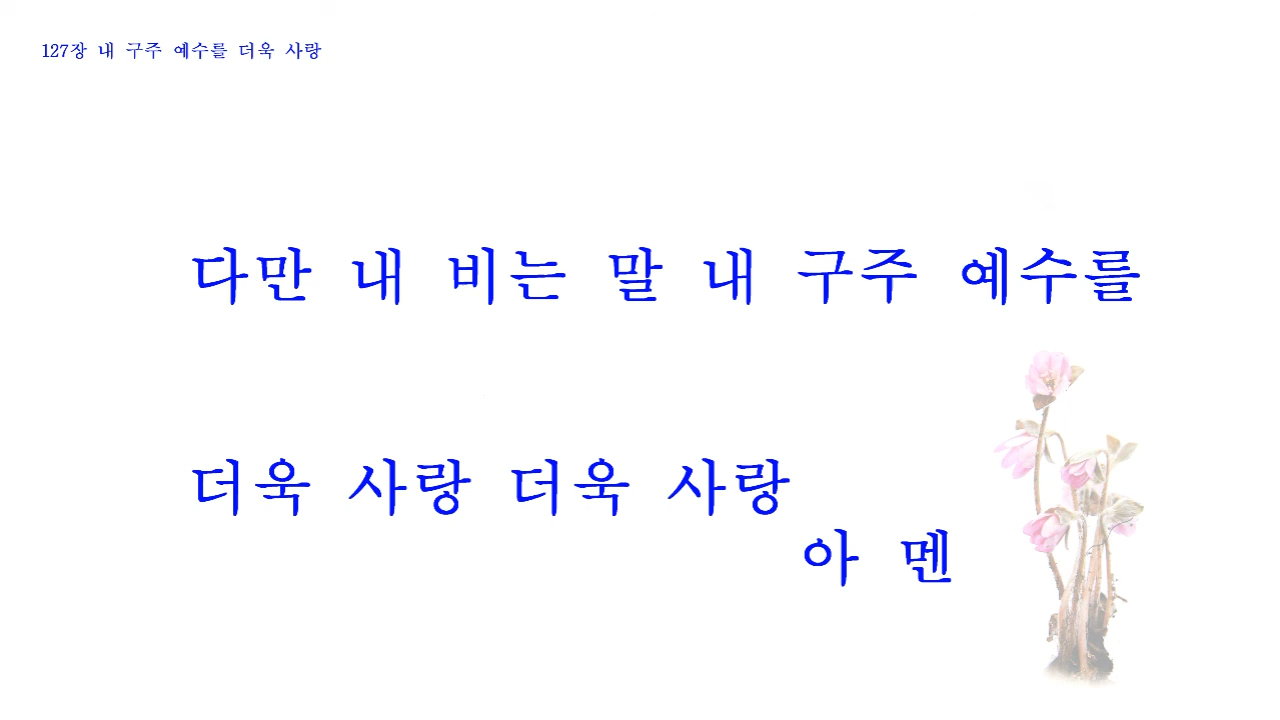 127장 내 구주 예수를 더욱 사랑
다만 내 비는 말 내 구주 예수를
더욱 사랑 더욱 사랑
아 멘